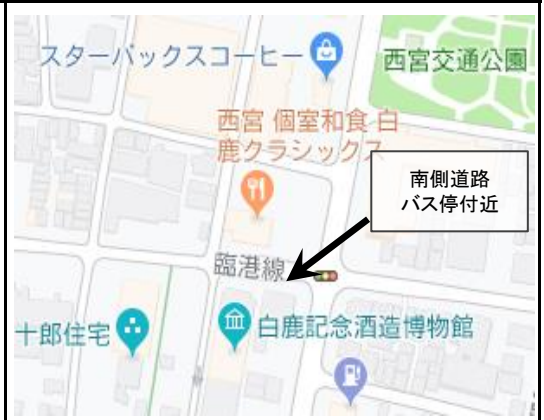 スターバックスコーヒー
西宮交通公園
西宮 個室和食 白
鹿クラシックス
南側道路
バス停付近
臨港線
十郎住宅
白鹿記念酒造博物館